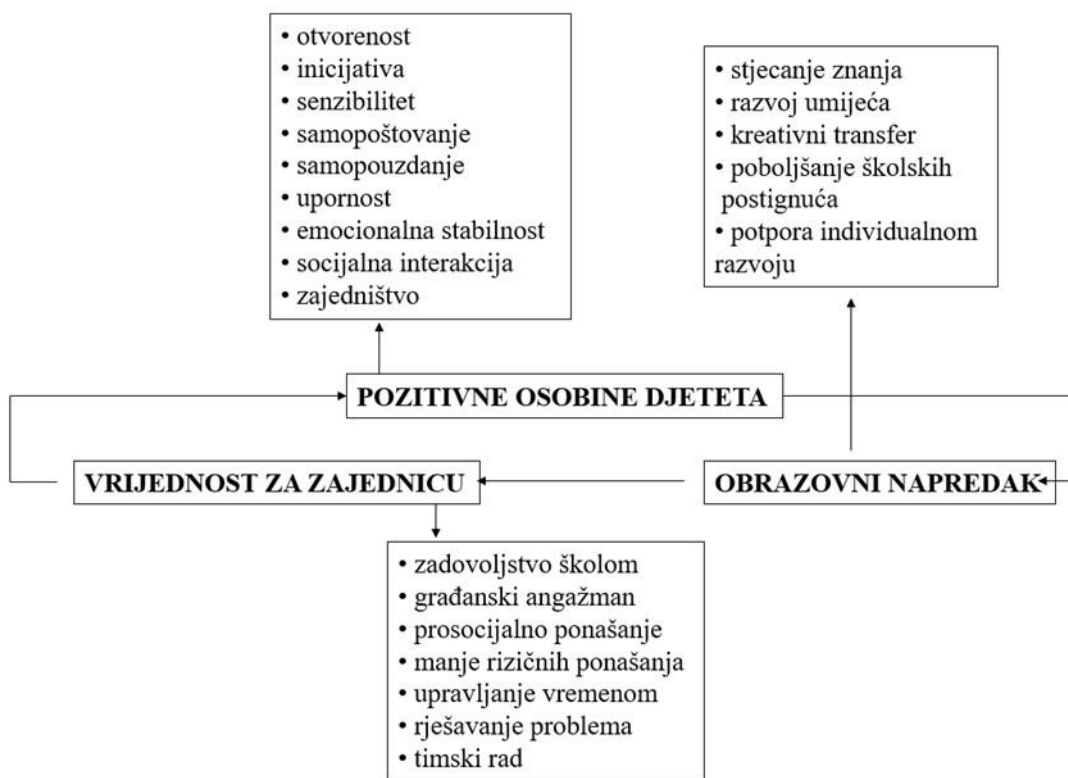 • otvorenost
• inicijativa
• senzibilitet
• samopoštovanje
• samopouzdanje
• upornost
• emocionalna stabilnost
• socijalna interakcija
• zajedništvo
• stjecanje znanja
• razvoj umijeća
• kreativni transfer
• poboljšanje školskih
postignuća
• potpora individualnom
razvoju
POZITIVNE OSOBINE DJETETA
VRIJEDNOST ZA ZAJEDNICU
OBRAZOVNI NAPREDAK
• zadovoljstvo školom
• građanski angažman
• prosocijalno ponašanje
• manje rizičnih ponašanja
• upravljanje vremenom
• rješavanje problema
• timski rad